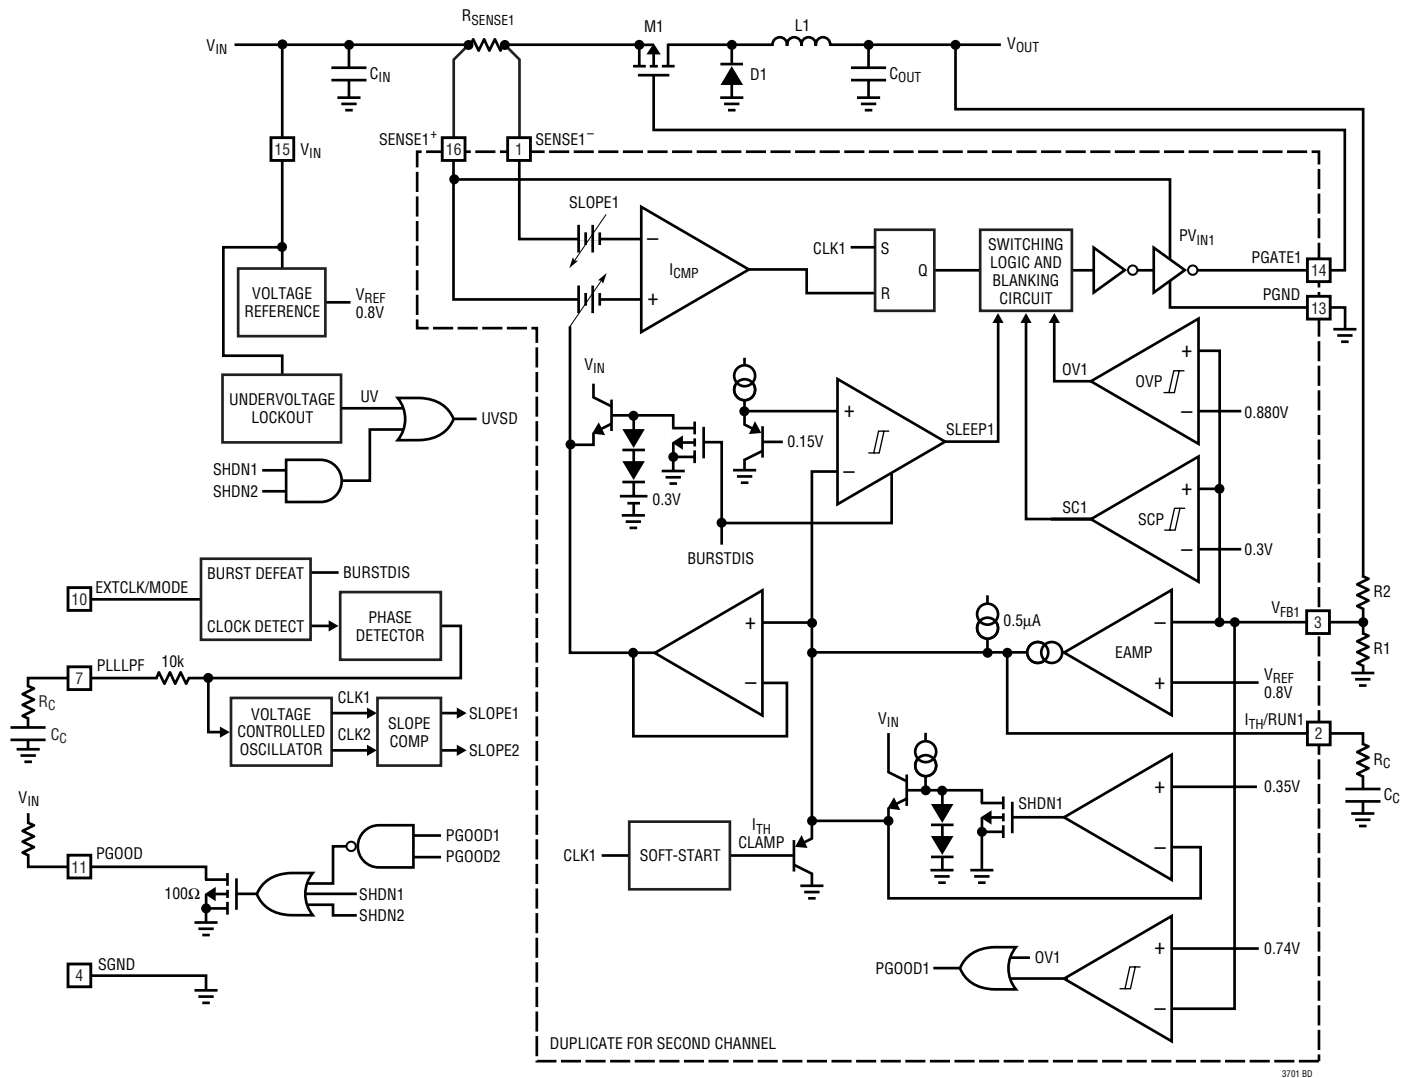 RSENSE1
M1
L1
VIN
VOUT
CIN
D1
COUT
SENSE1+
SENSE1–
15
VIN
16
1
SLOPE1
PVIN1
–
ICMP
+
CLK1
S
Q
R
SWITCHING
LOGIC AND
BLANKING
CIRCUIT
PGATE1
14
PGND
13
VOLTAGE
REFERENCE
VREF
0.8V
UNDERVOLTAGE
LOCKOUT
UV
UVSD
SHDN1
SHDN2
VIN
0.3V
0.15V
+
–
SLEEP1
BURSTDIS
OV1
OVP
+
–
0.880V
SC1
SCP
+
–
0.3V
10
EXTCLK/MODE
BURST DEFEAT
CLOCK DETECT
BURSTDIS
PHASE
DETECTOR
7
PLLLPF
10k
RC
CC
VOLTAGE
CONTROLLED
OSCILLATOR
CLK1
CLK2
SLOPE
COMP
SLOPE1
SLOPE2
+
–
0.5µA
EAMP
–
+
VREF
0.8V
VFB1
3
R2
R1
ITH/RUN1
2
RC
CC
VIN
SHDN1
+
–
0.35V
CLK1
SOFT-START
ITH
CLAMP
VIN
11
PGOOD
100Ω
PGOOD1
PGOOD2
SHDN1
SHDN2
4
SGND
PGOOD1
OV1
+
–
0.74V
DUPLICATE FOR SECOND CHANNEL
3701 BD